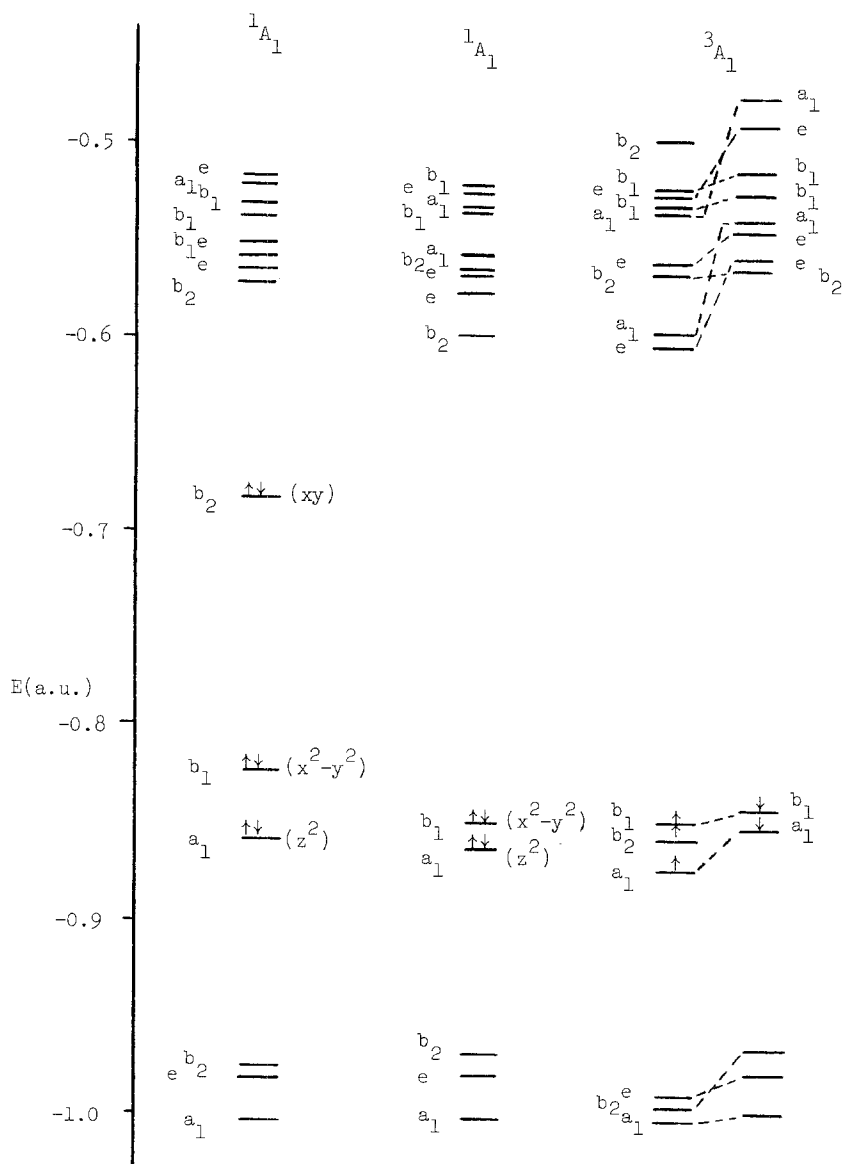 ¹A₁
¹A₁
³A₁
-0.5
-0.6
-0.7
E(a.u.)
-0.8
-0.9
-1.0
e
a₁
b₁
b₁
e
b₁
e
b₂
b₂ ↑↓ (xy)
b₁ ↑↓ (x²-y²)
a₁ ↑↓ (z²)
b₂
e
a₁
b₁
e
a₁
b₁
a₁
b₂
e
e
b₂
b₁ ↑↓ (x²-y²)
a₁ ↑↓ (z²)
b₂
e
a₁
b₂
b₁
e
b₁
a₁
e
b₂
a₁
e
b₁ ↑
b₂ ↑
a₁ ↑
e
b₂
a₁
a₁
e
b₁
b₁
a₁
e
e
b₂
↓ b₁
↓ a₁